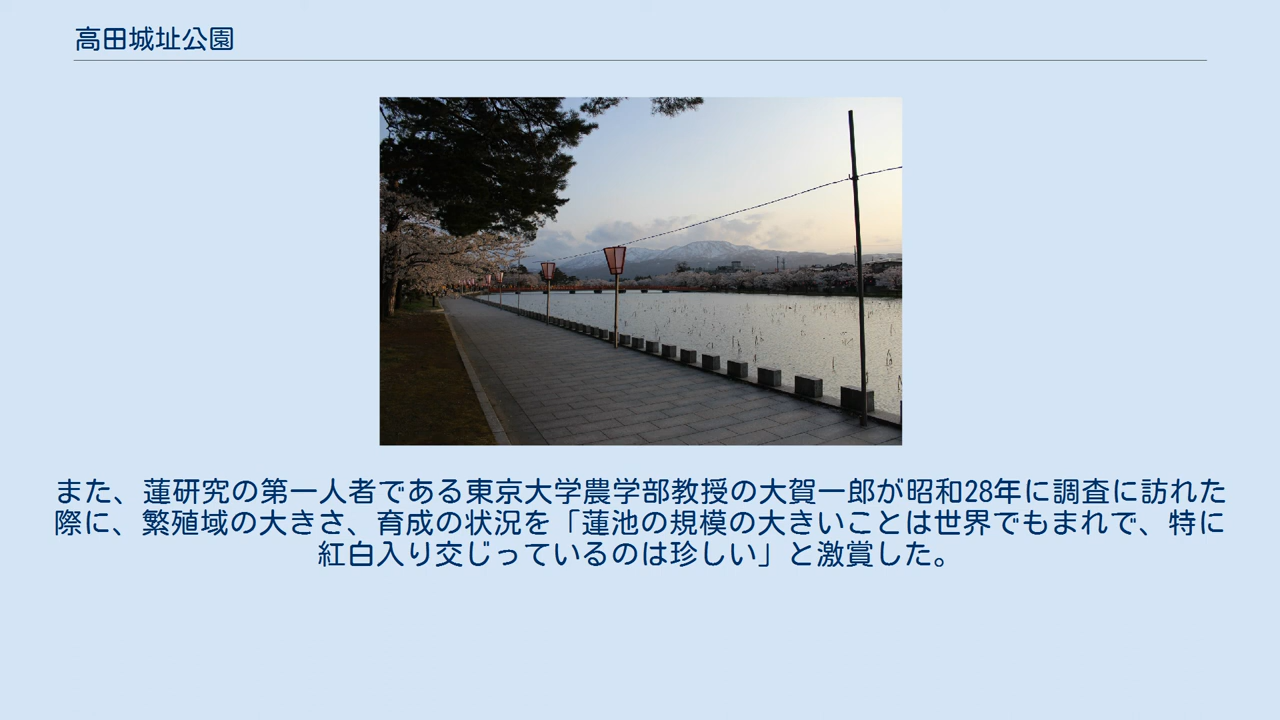 高田城址公園
また、蓮研究の第一人者である東京大学農学部教授の大賀一郎が昭和28年に調査に訪れた
際に、繁殖域の大きさ、育成の状況を「蓮池の規模の大きいことは世界でもまれで、特に
紅白入り交じっているのは珍しい」と激賞した。